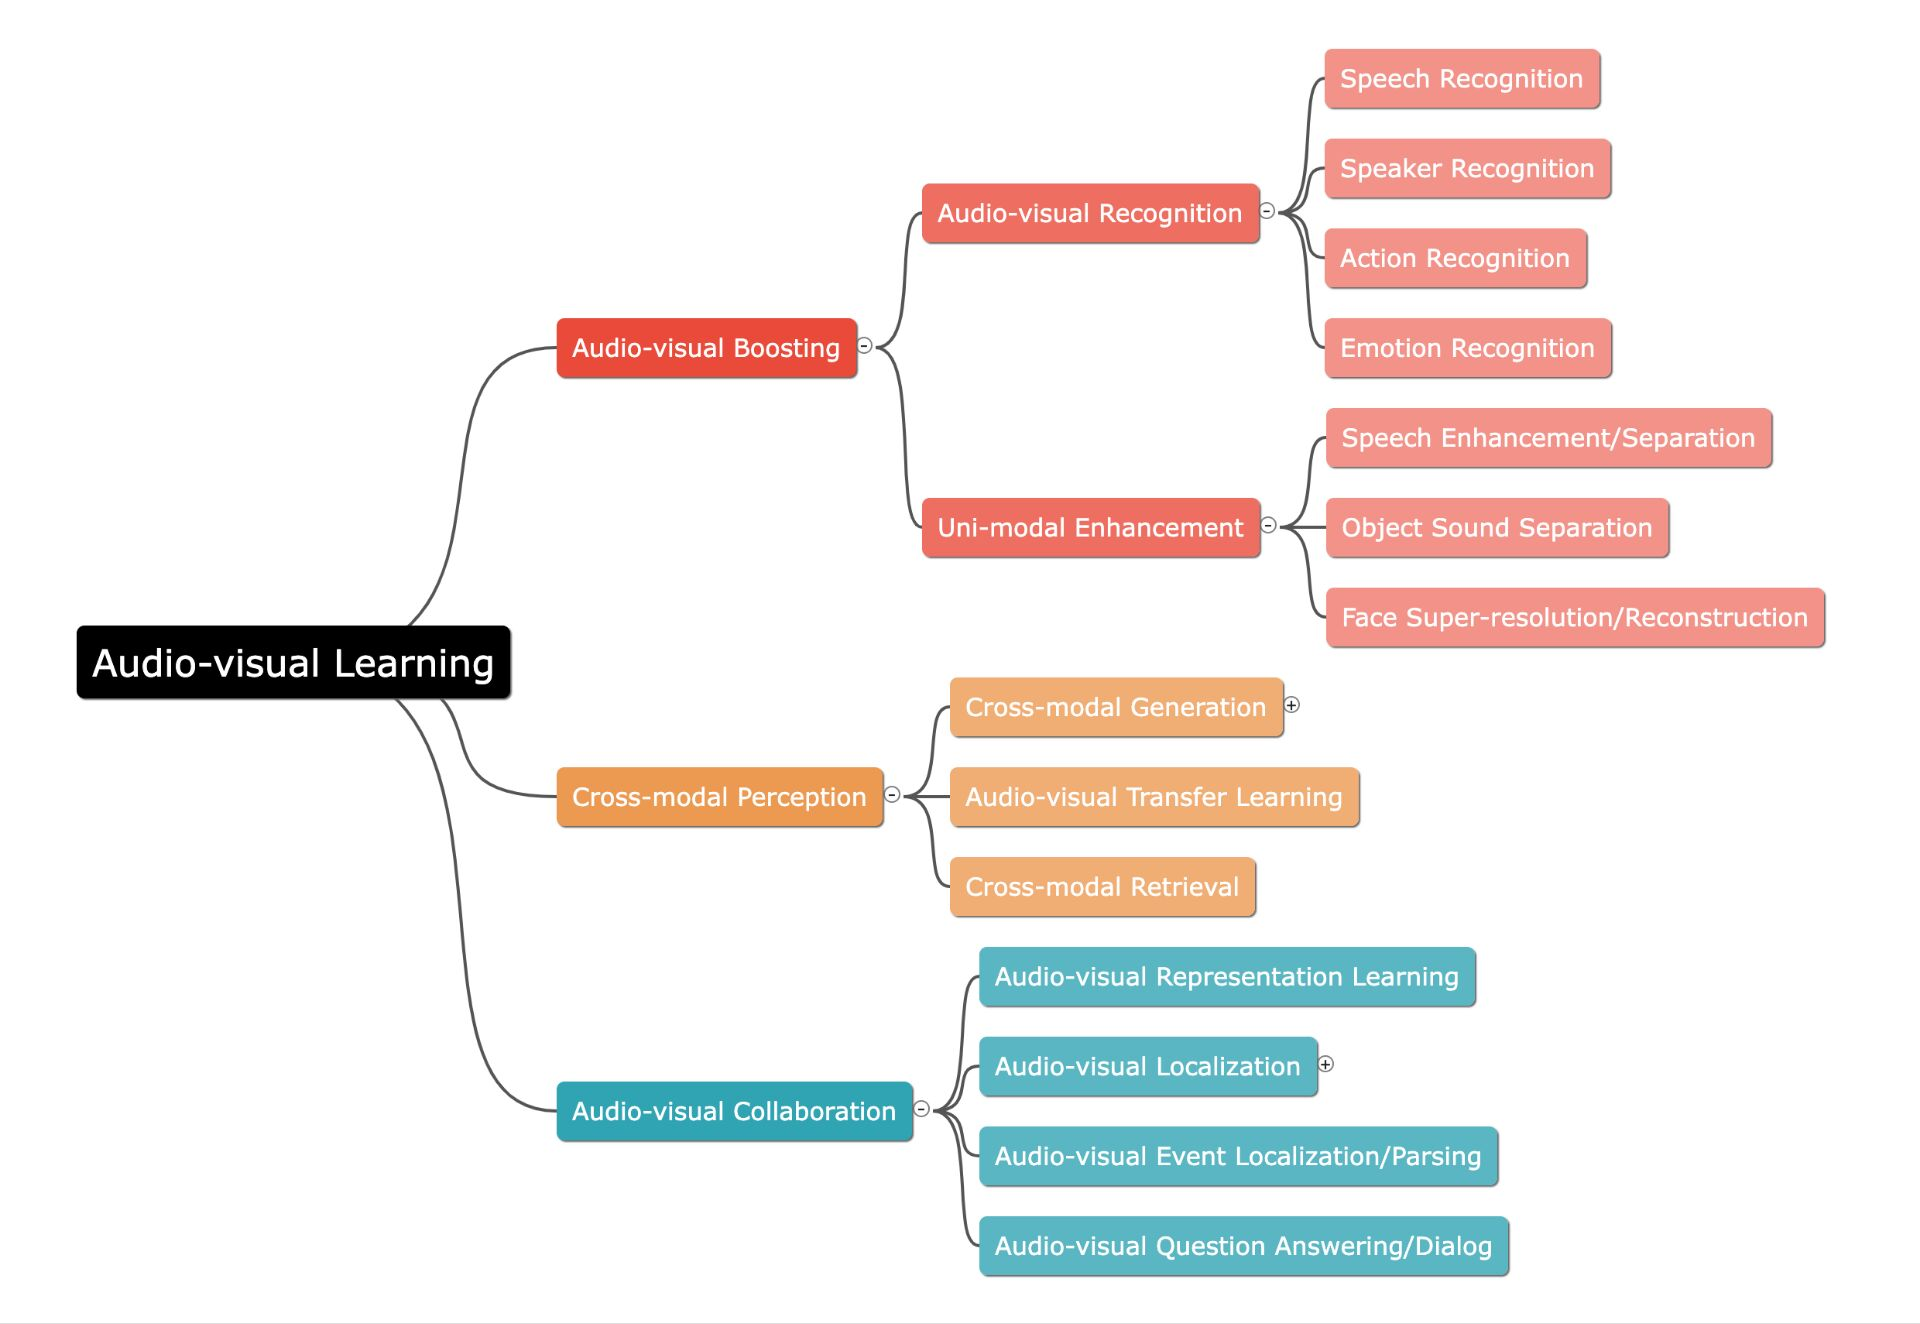 Audio-visual Learning
Audio-visual Boosting
Audio-visual Recognition
Speech Recognition
Speaker Recognition
Action Recognition
Emotion Recognition
Uni-modal Enhancement
Speech Enhancement/Separation
Object Sound Separation
Face Super-resolution/Reconstruction
Cross-modal Perception
Cross-modal Generation
Audio-visual Transfer Learning
Cross-modal Retrieval
Audio-visual Collaboration
Audio-visual Representation Learning
Audio-visual Localization
Audio-visual Event Localization/Parsing
Audio-visual Question Answering/Dialog